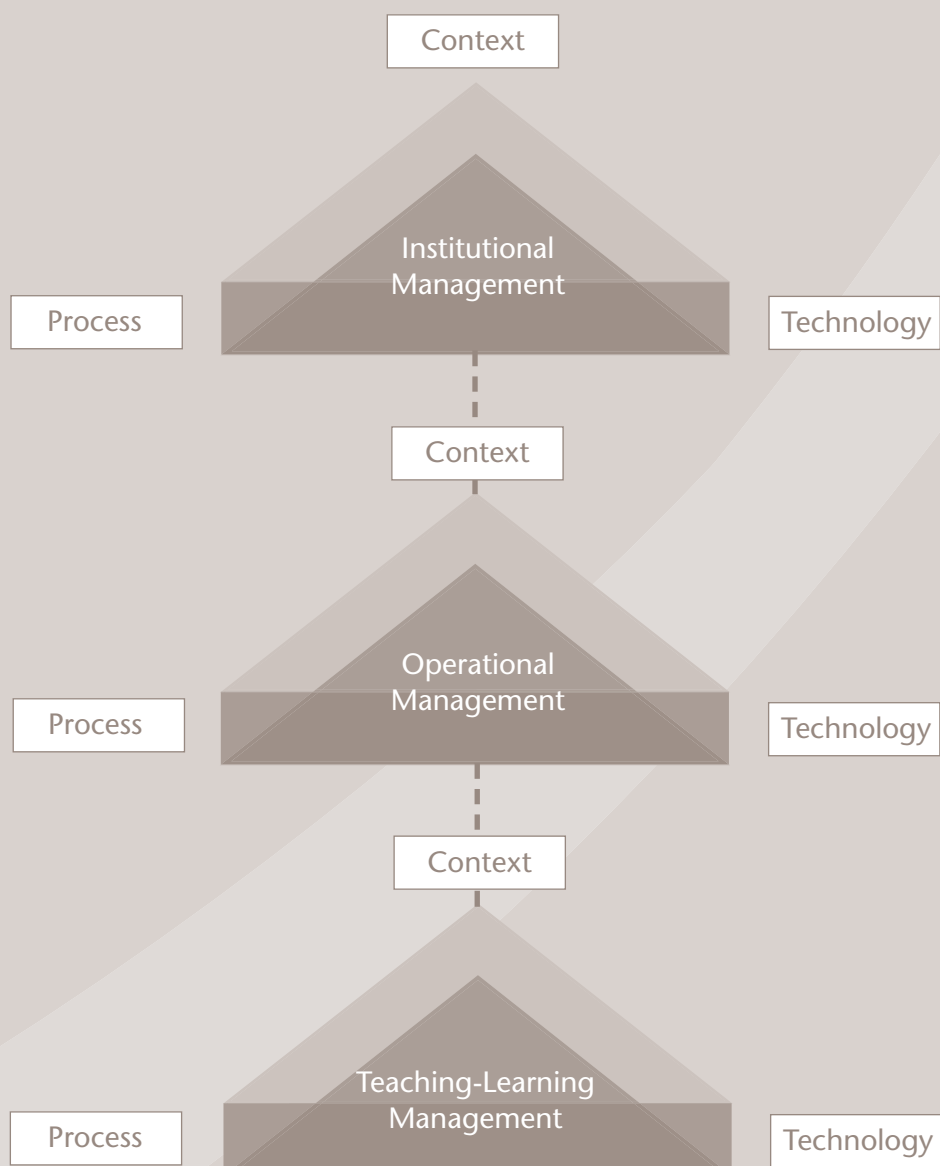 Context
Institutional
Management
Process
Technology
Context
Operational
Management
Process
Technology
Context
Teaching-Learning
Management
Process
Technology